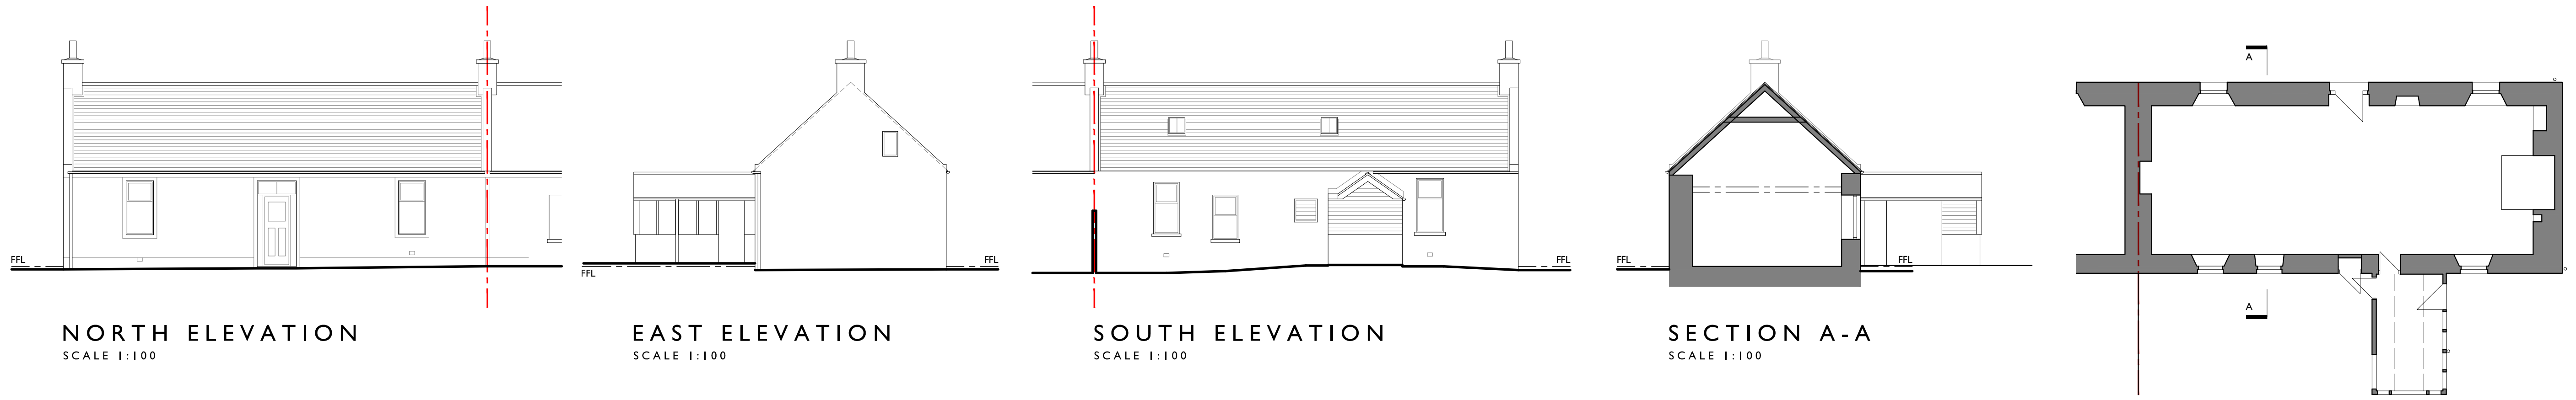 A
FFL
FFL
FFL
FFL
FFL
FFL
A
NORTH ELEVATION
SCALE 1:100
EAST ELEVATION
SCALE 1:100
SOUTH ELEVATION
SCALE 1:100
SECTION A-A
SCALE 1:100